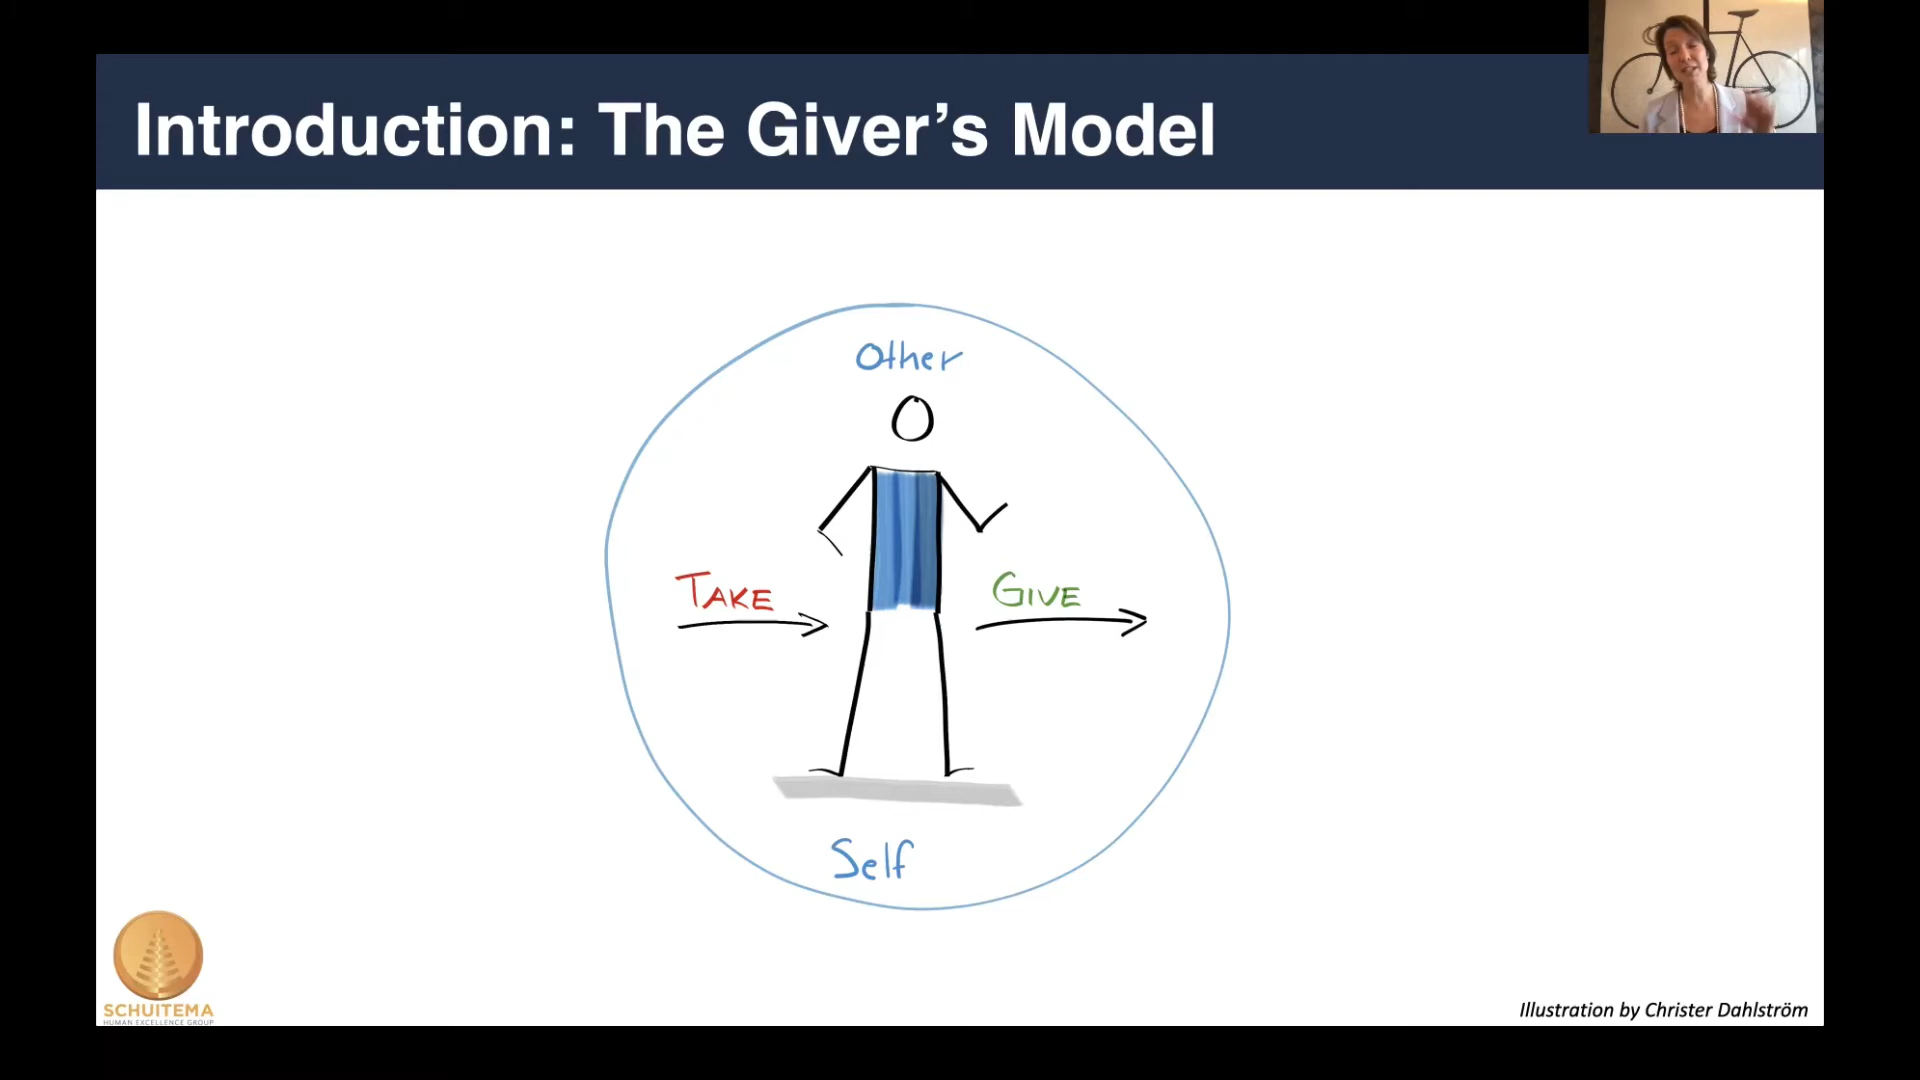 Introduction: The Giver's Model
Other
TAKE
GIVE
Self
SCHUITEMA
HUMAN EXCELLENCE GROUP
Illustration by Christer Dahlström